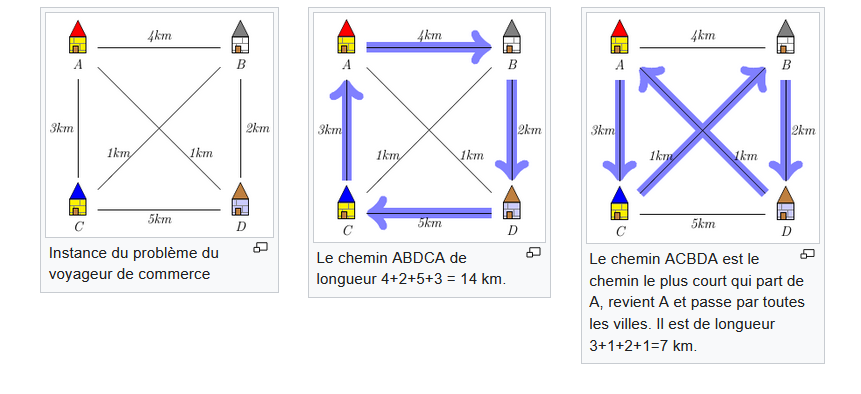 4km
A
B
3km
2km
1km
1km
C
5km
D
Instance du problème du
voyageur de commerce
4km
A
B
3km
2km
1km
1km
C
5km
D
Le chemin ABDCA de
longueur 4+2+5+3 = 14 km.
4km
A
B
3km
2km
1km
1km
C
5km
D
Le chemin ACBDA est le
chemin le plus court qui part de
A, revient A et passe par toutes
les villes. Il est de longueur
3+1+2+1=7 km.